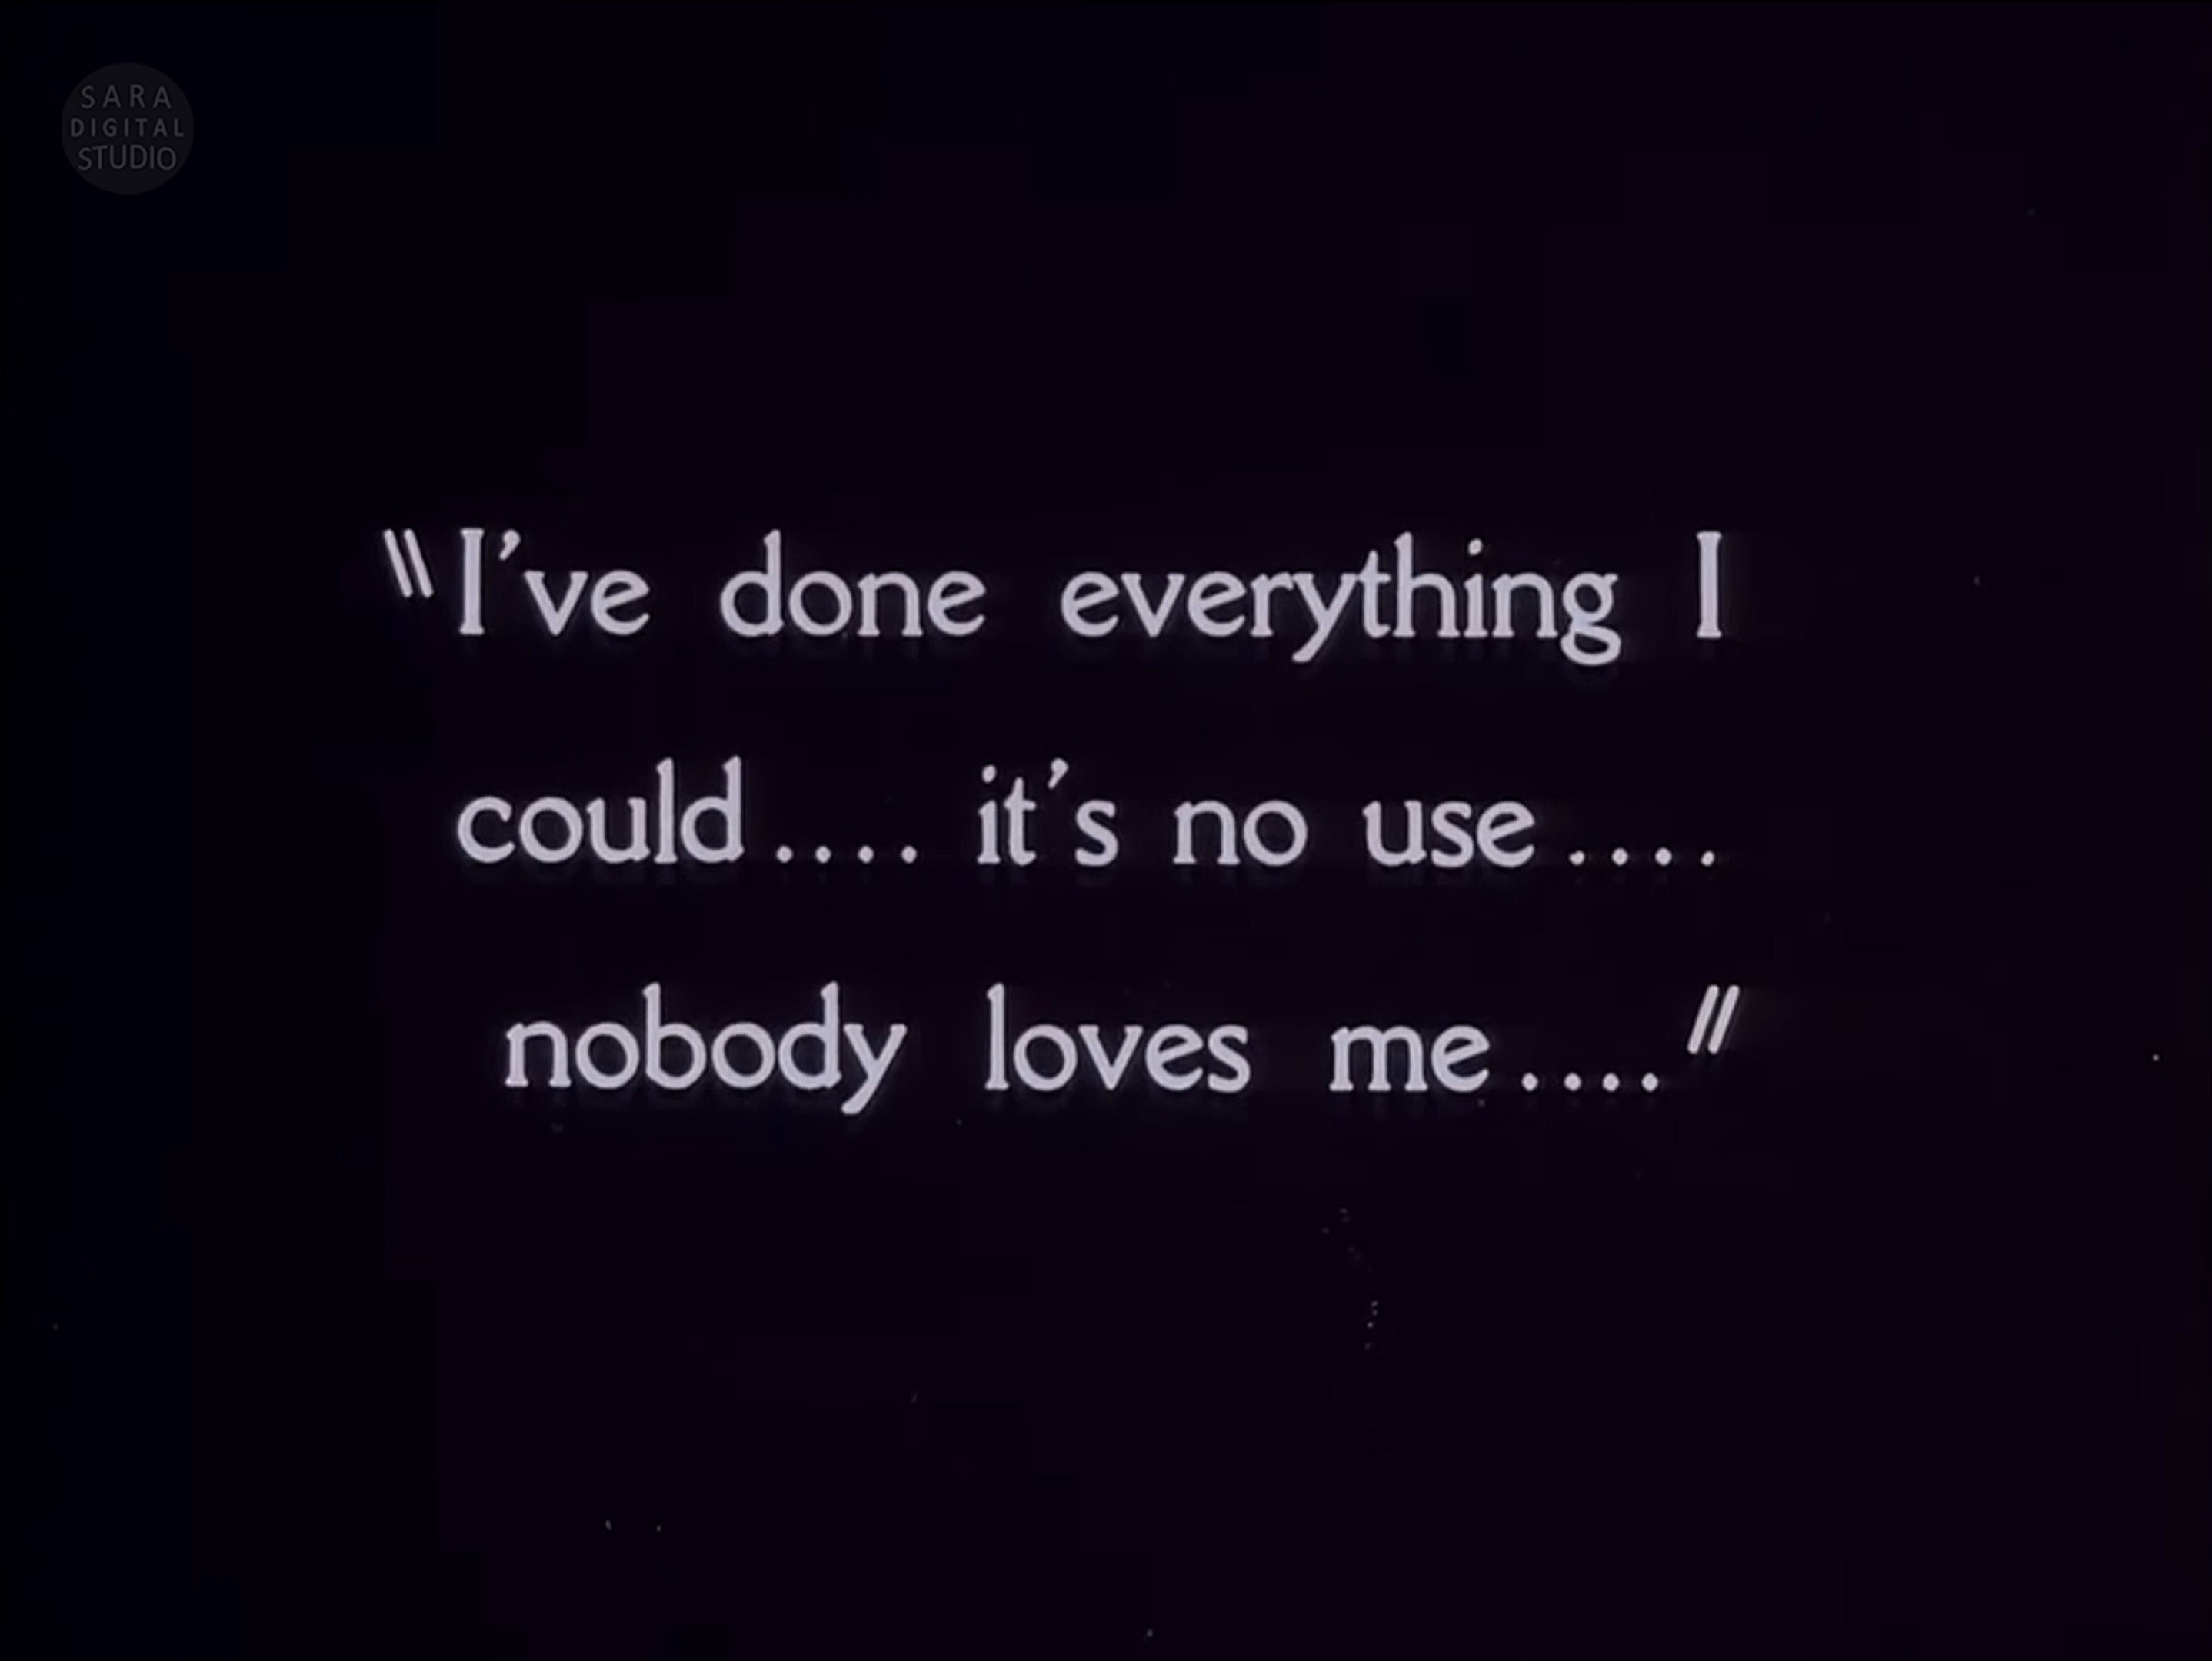 SARA
DIGITAL
STUDIO
"I've done everything I
could.... it's no use....
nobody loves me...."